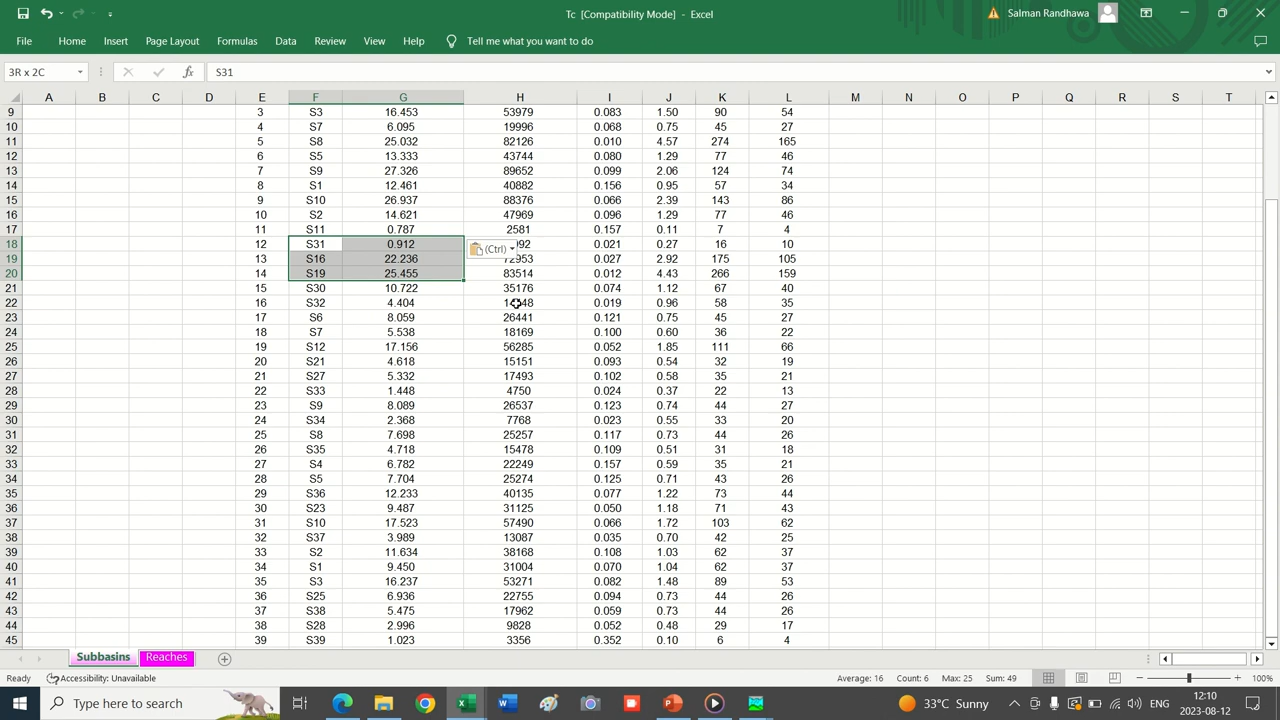 Tc [Compatibility Mode] - Excel
Salman Randhawa
File Home Insert Page Layout Formulas Data Review View Help Tell me what you want to do
3R x 2C fx S31
A B C D E F G H I J K L M N O P Q R S T
9 3 S3 16.453 53979 0.083 1.50 90 54
10 4 S7 6.095 19996 0.068 0.75 45 27
11 5 S8 25.032 82126 0.010 4.57 274 165
12 6 S5 13.333 43744 0.080 1.29 77 46
13 7 S9 27.326 89652 0.099 2.06 124 74
14 8 S1 12.461 40882 0.156 0.95 57 34
15 9 S10 26.937 88376 0.066 2.39 143 86
16 10 S2 14.621 47969 0.096 1.29 77 46
17 11 S11 0.787 2581 0.157 0.11 7 4
18 12 S31 0.912 (Ctrl) 0.021 0.27 16 10
19 13 S16 22.236 0.027 2.92 175 105
20 14 S19 25.455 83514 0.012 4.43 266 159
21 15 S30 10.722 35176 0.074 1.12 67 40
22 16 S32 4.404 0.019 0.96 58 35
23 17 S6 8.059 26441 0.121 0.75 45 27
24 18 S7 5.538 18169 0.100 0.60 36 22
25 19 S12 17.156 56285 0.052 1.85 111 66
26 20 S21 4.618 15151 0.093 0.54 32 19
27 21 S27 5.332 17493 0.102 0.58 35 21
28 22 S33 1.448 4750 0.024 0.37 22 13
29 23 S9 8.089 26537 0.123 0.74 44 27
30 24 S34 2.368 7768 0.023 0.55 33 20
31 25 S8 7.698 25257 0.117 0.73 44 26
32 26 S35 4.718 15478 0.109 0.51 31 18
33 27 S4 6.782 22249 0.157 0.59 35 21
34 28 S5 7.704 25274 0.125 0.71 43 26
35 29 S36 12.233 40135 0.077 1.22 73 44
36 30 S23 9.487 31125 0.050 1.18 71 43
37 31 S10 17.523 57490 0.066 1.72 103 62
38 32 S37 3.989 13087 0.035 0.70 42 25
39 33 S2 11.634 38168 0.108 1.03 62 37
40 34 S1 9.450 31004 0.070 1.04 62 37
41 35 S3 16.237 53271 0.082 1.48 89 53
42 36 S25 6.936 22755 0.094 0.73 44 26
43 37 S38 5.475 17962 0.059 0.73 44 26
44 38 S28 2.996 9828 0.052 0.48 29 17
45 39 S39 1.023 3356 0.352 0.10 6 4
Subbasins Reaches
Ready Accessibility: Unavailable Average: 16 Count: 6 Max: 25 Sum: 49 100%
Type here to search 33°C Sunny ENG 12:10
2023-08-12